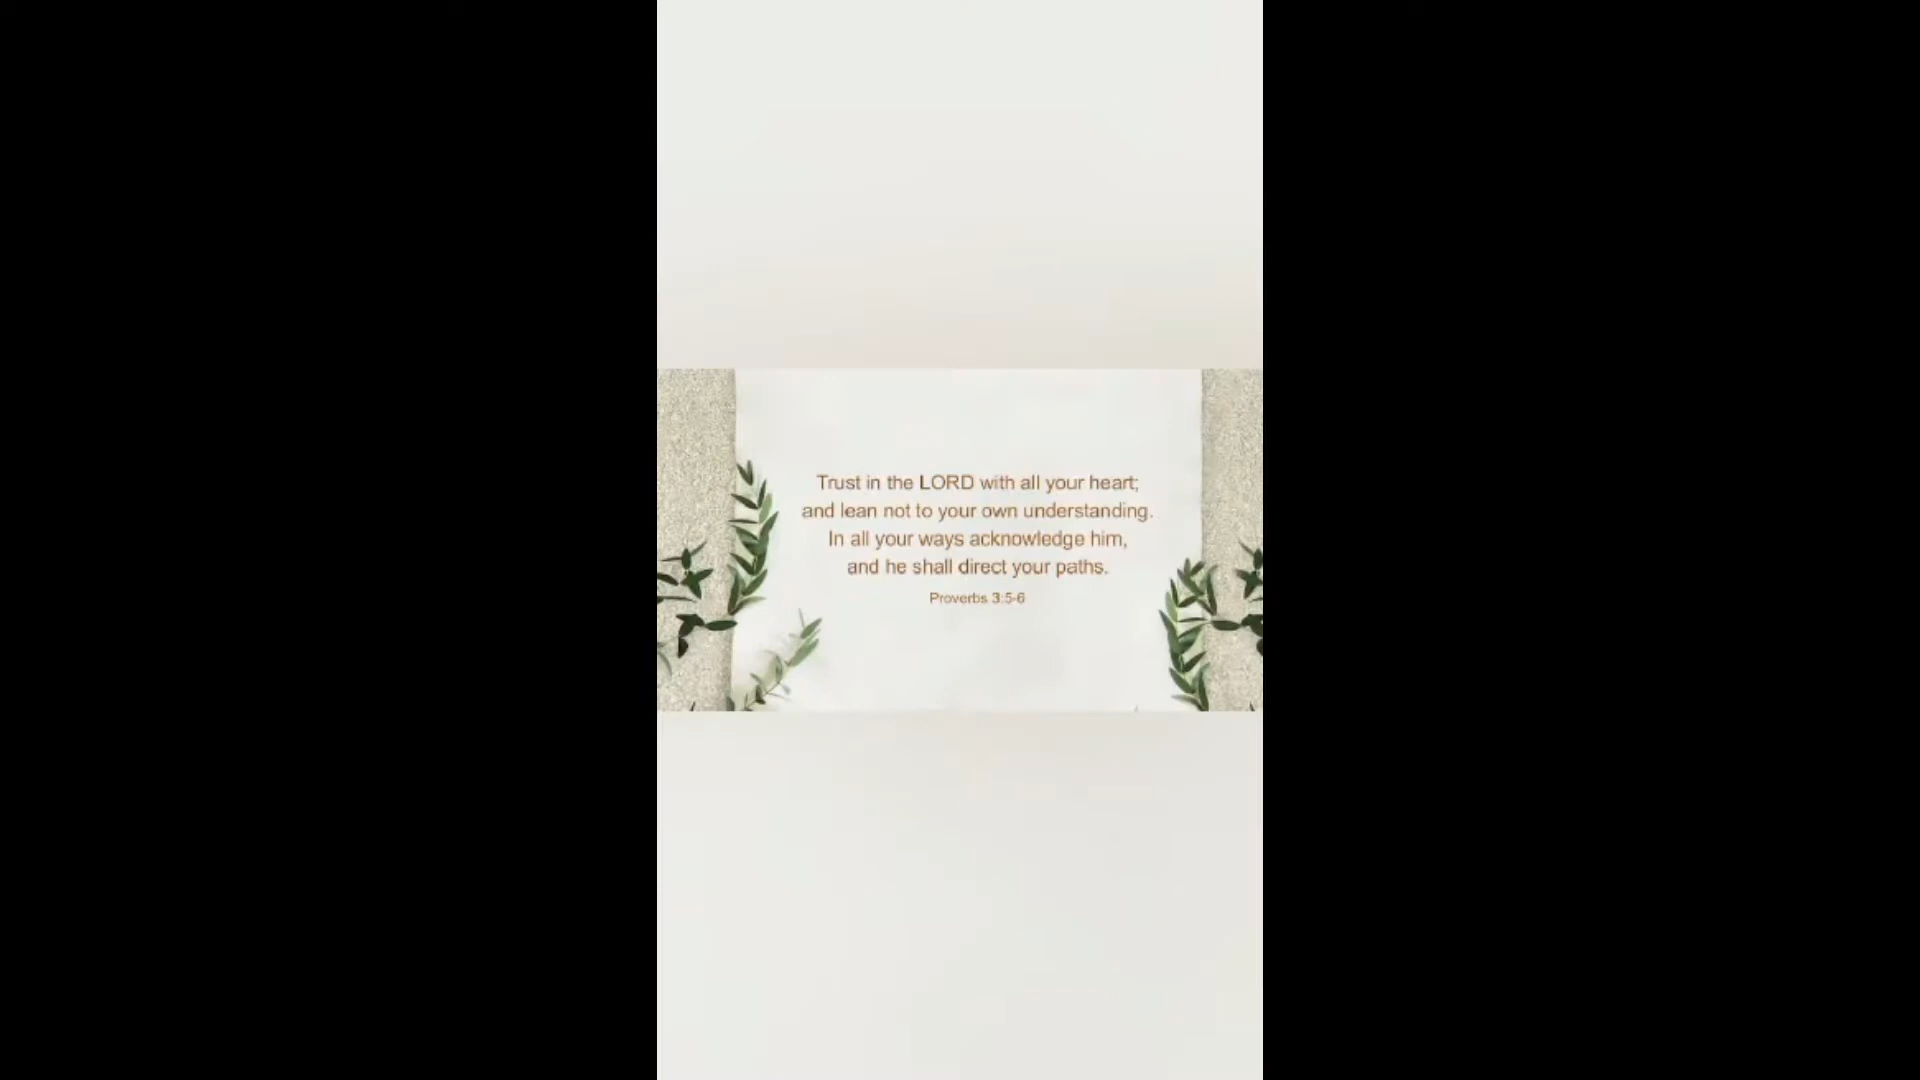 Trust in the LORD with all your heart;
and lean not to your own understanding.
In all your ways acknowledge him,
and he shall direct your paths.
Proverbs 3:5-6